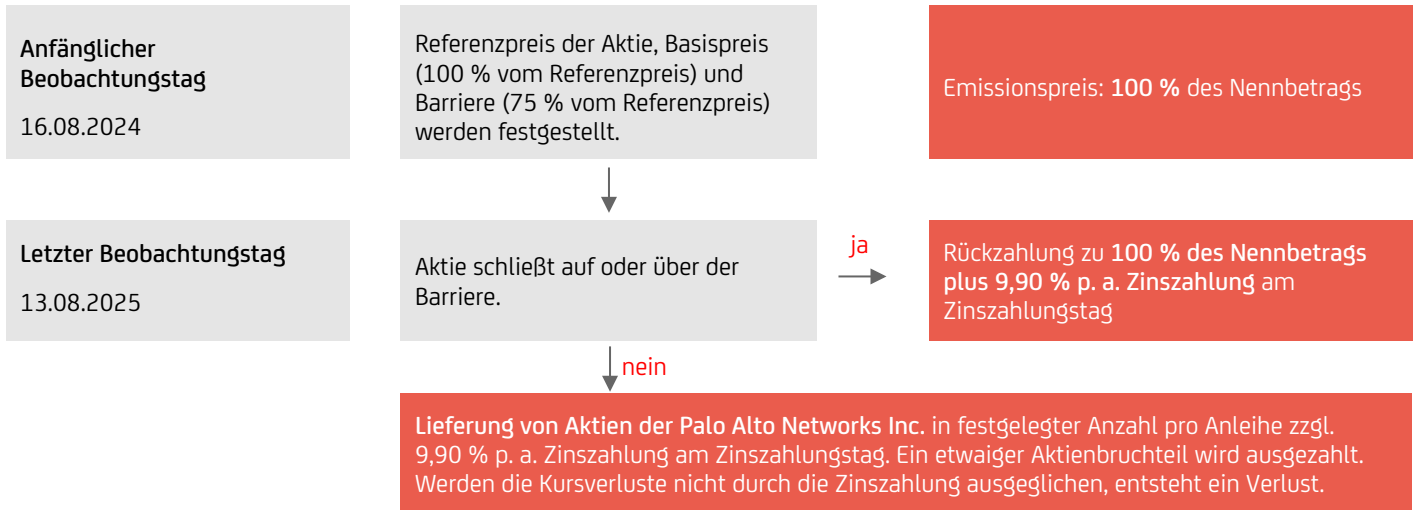 Anfänglicher
Beobachtungstag
16.08.2024
Referenzpreis der Aktie, Basispreis
(100 % vom Referenzpreis) und
Barriere (75 % vom Referenzpreis)
werden festgestellt.
Emissionspreis: 100 % des Nennbetrags
Letzter Beobachtungstag
13.08.2025
Aktie schließt auf oder über der
Barriere.
ja
Rückzahlung zu 100 % des Nennbetrags
plus 9,90 % p. a. Zinszahlung am
Zinszahlungstag
nein
Lieferung von Aktien der Palo Alto Networks Inc. in festgelegter Anzahl pro Anleihe zzgl.
9,90 % p. a. Zinszahlung am Zinszahlungstag. Ein etwaiger Aktienbruchteil wird ausgezahlt.
Werden die Kursverluste nicht durch die Zinszahlung ausgeglichen, entsteht ein Verlust.